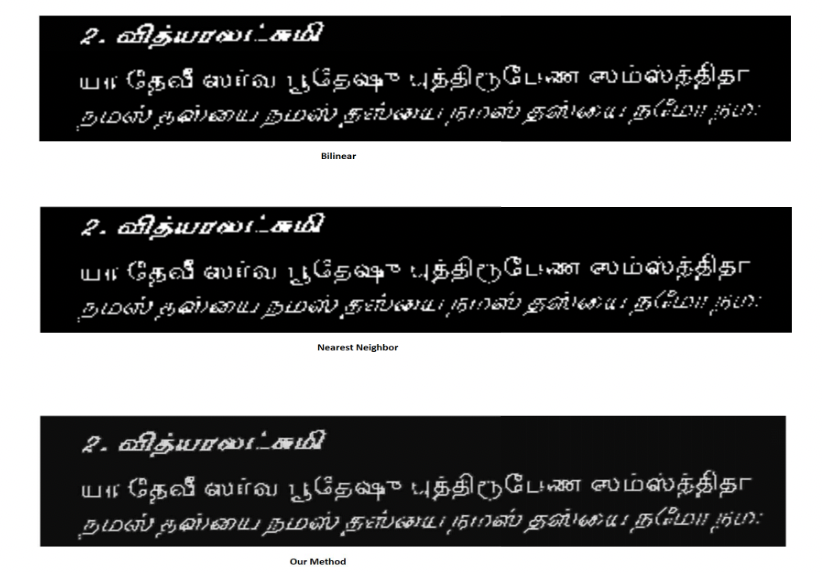 2. வித்யாலட்சுமி
யா தேவீ ஸர்வ பூதேஷு புத்திரூபேண ஸம்ஸ்த்திதா
நமஸ் தஸ்யை நமஸ் தஸ்யை நமஸ் தஸ்யை நமோ நம:
Bilinear
2. வித்யாலட்சுமி
யா தேவீ ஸர்வ பூதேஷு புத்திரூபேண ஸம்ஸ்த்திதா
நமஸ் தஸ்யை நமஸ் தஸ்யை நமஸ் தஸ்யை நமோ நம:
Nearest Neighbor
2. வித்யாலட்சுமி
யா தேவீ ஸர்வ பூதேஷு புத்திரூபேண ஸம்ஸ்த்திதா
நமஸ் தஸ்யை நமஸ் தஸ்யை நமஸ் தஸ்யை நமோ நம:
Our Method